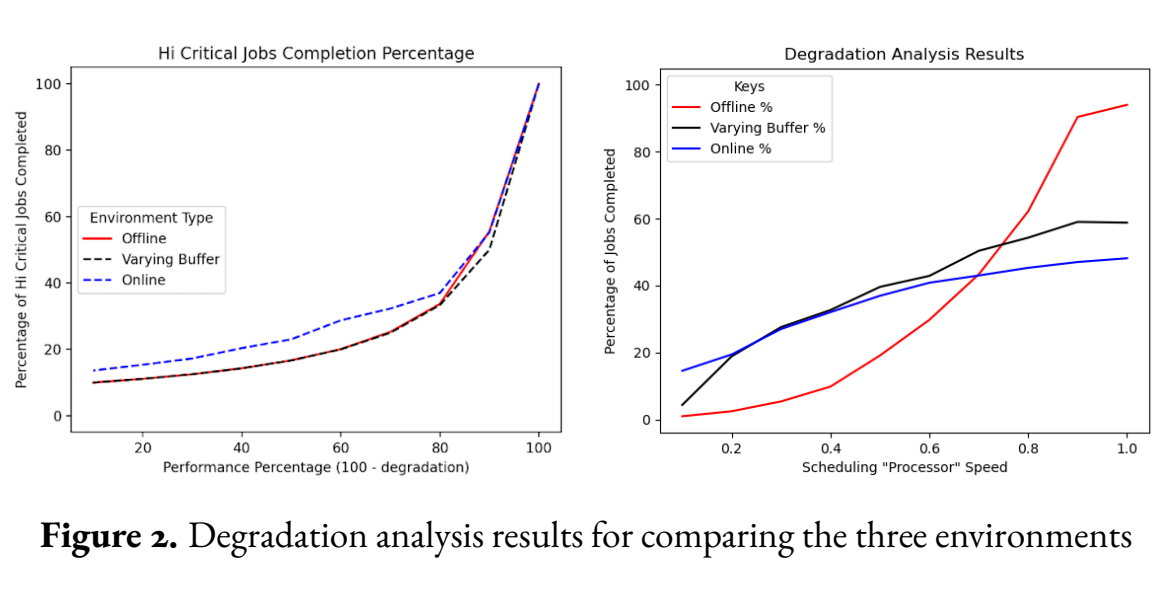 Hi Critical Jobs Completion Percentage
Percentage of Hi Critical Jobs Completed
100
80
60
40
20
0
Environment Type
Offline
Varying Buffer
Online
20 40 60 80 100
Performance Percentage (100 - degradation)
Degradation Analysis Results
Percentage of Jobs Completed
100
80
60
40
20
0
Keys
Offline %
Varying Buffer %
Online %
0.2 0.4 0.6 0.8 1.0
Scheduling "Processor" Speed
Figure 2. Degradation analysis results for comparing the three environments